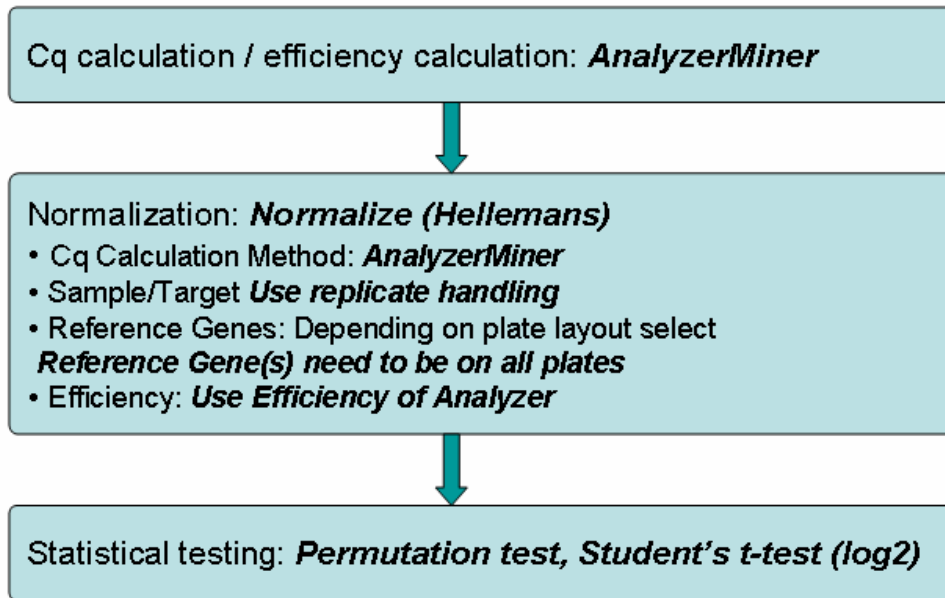 Cq calculation / efficiency calculation: AnalyzerMiner
Normalization: Normalize (Hellemans)
• Cq Calculation Method: AnalyzerMiner
• Sample/Target Use replicate handling
• Reference Genes: Depending on plate layout select
Reference Gene(s) need to be on all plates
• Efficiency: Use Efficiency of Analyzer
Statistical testing: Permutation test, Student's t-test (log2)